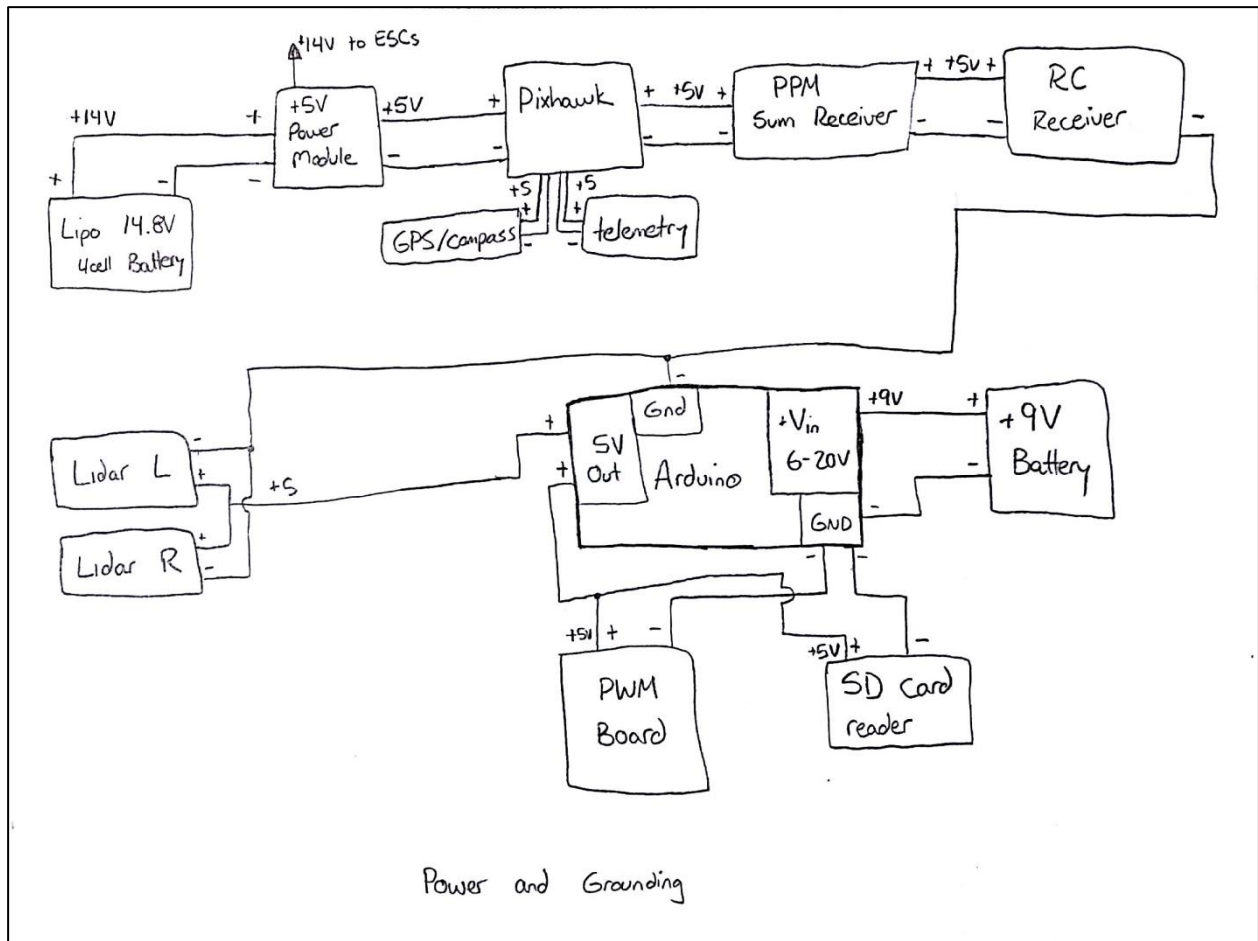 +14V to ESCs
+14V
+
+
-
-
Lipo 14.8V
4cell Battery
+5V
Power
Module
+5V
-
+
-
Pixhawk
+
+5V
+
-
-
PPM
Sum Receiver
+
+5V
+
-
-
RC
Receiver
-
+5
+
-
GPS/compass
+5
+
-
telemetry
-
Gnd
+
5V
Out
+
Arduino
+Vin
6-20V
GND
+9V
+
-
-
+9V
Battery
Lidar L
-
+
+5
Lidar R
+
-
-
-
+5V
+
-
PWM
Board
+5V
+
-
SD Card
reader
Power and Grounding